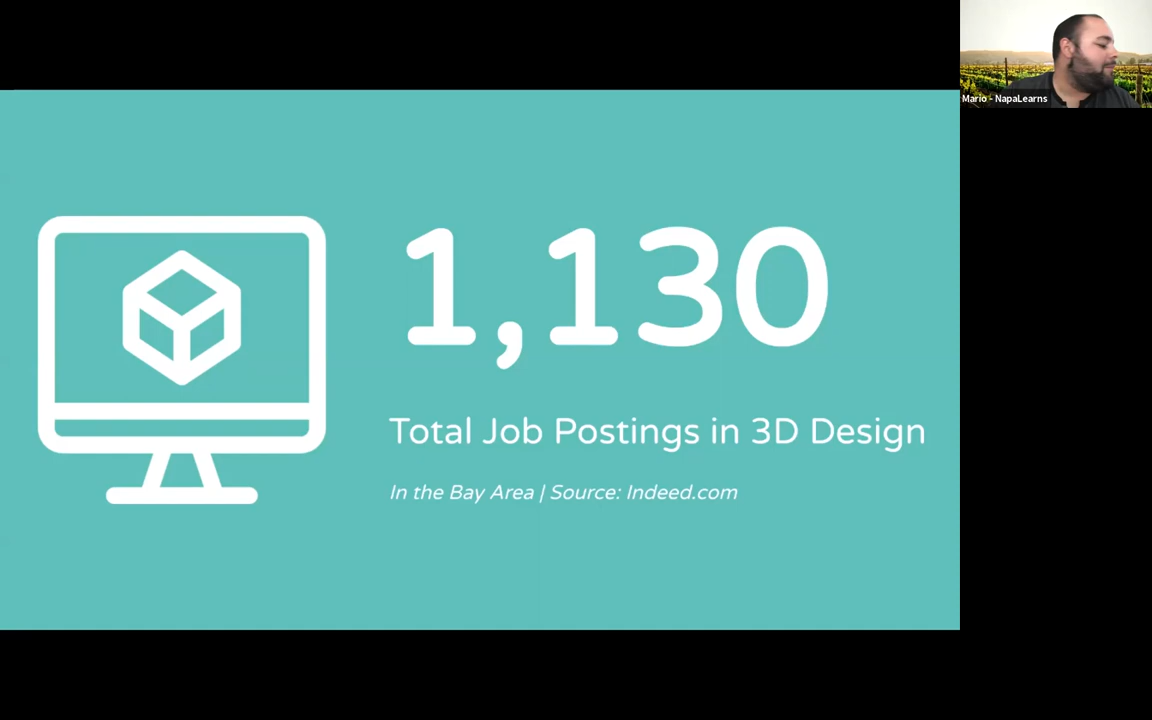 Mario - NapaLearns
1,130
Total Job Postings in 3D Design
In the Bay Area | Source: Indeed.com